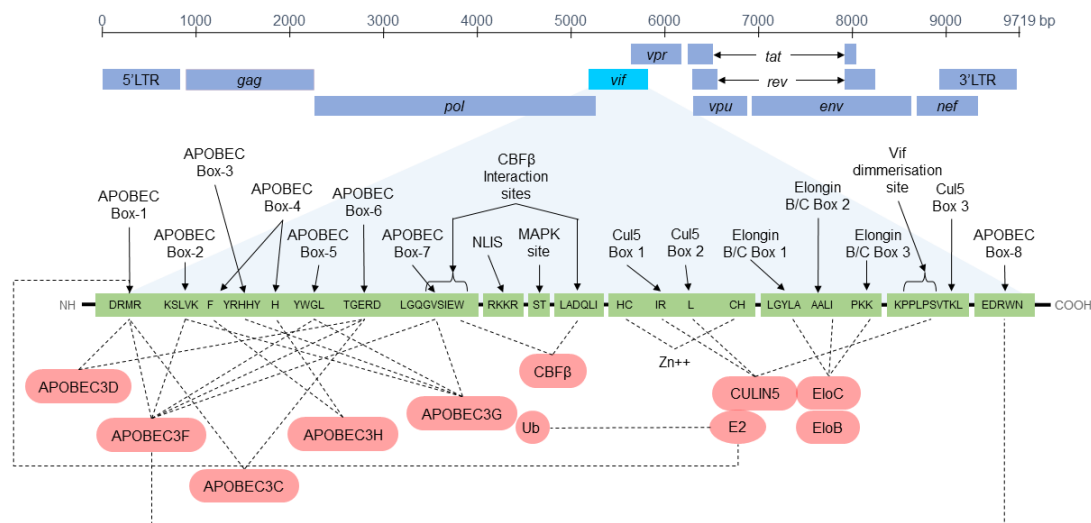 0 1000 2000 3000 4000 5000 6000 7000 8000 9000 9719 bp
vpr tat
5'LTR gag vif rev 3'LTR
pol vpu env nef
APOBEC
Box-1
APOBEC
Box-2
APOBEC
Box-3
APOBEC
Box-4
APOBEC
Box-5
APOBEC
Box-6
APOBEC
Box-7
CBFβ
Interaction
sites
NLIS
MAPK
site
Cul5
Box 1
Cul5
Box 2
Elongin
B/C Box 1
Elongin
B/C Box 2
Elongin
B/C Box 3
Vif
dimmerisation
site
Cul5
Box 3
APOBEC
Box-8
NH DRMR KSLVK F YRHHY H YWGL TGERD LGQGVSIEW RKKR ST LADQLI HC IR L CH LGYLA AALI PKK KPPLPSVTKL EDRWN COOH
Zn++
CBFβ
APOBEC3D
CULIN5 EloC
APOBEC3G
Ub E2 EloB
APOBEC3F APOBEC3H
APOBEC3C